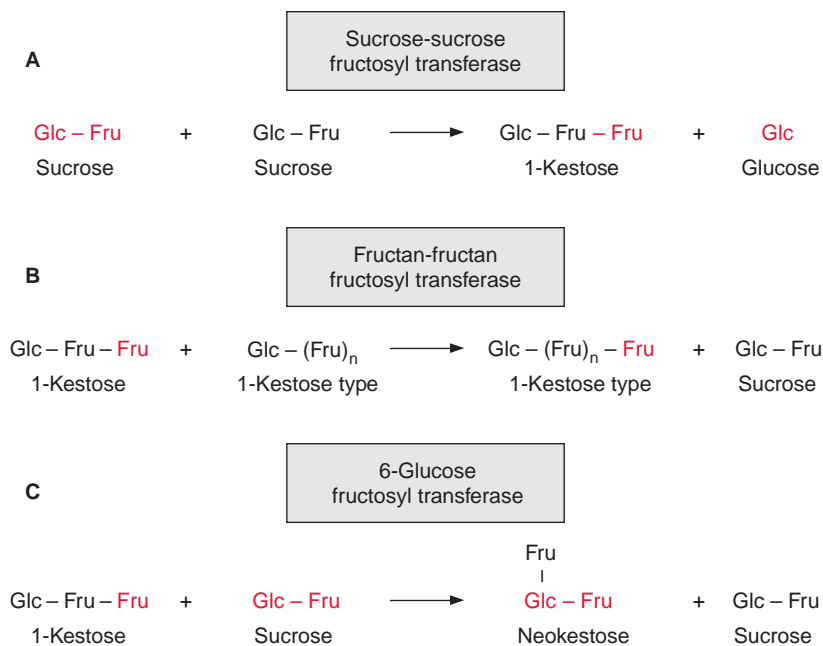 A
Sucrose-sucrose
fructosyl transferase
Glc – Fru + Glc – Fru Glc – Fru – Fru + Glc
Sucrose Sucrose 1-Kestose Glucose
B
Fructan-fructan
fructosyl transferase
Glc – Fru – Fru + Glc – (Fru)n Glc – (Fru)n – Fru + Glc – Fru
1-Kestose 1-Kestose type 1-Kestose type Sucrose
C
6-Glucose
fructosyl transferase
Fru
Glc – Fru – Fru + Glc – Fru Glc – Fru + Glc – Fru
1-Kestose Sucrose Neokestose Sucrose